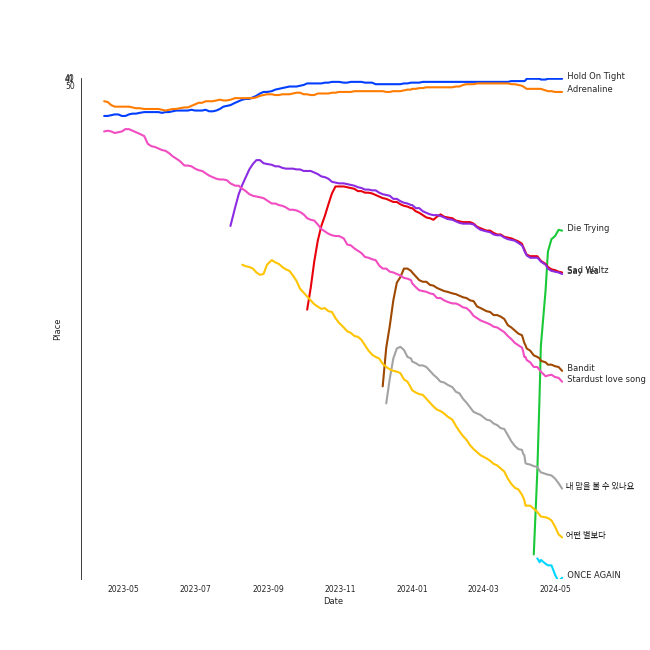 50
Hold On Tight
Adrenaline
Die Trying
Sad Waltz
Place
Bandit
Stardust love song
내 맘을 볼 수 있나요
어떤 별보다
ONCE AGAIN
2023-05 2023-07 2023-09 2023-11 2024-01 2024-03 2024-05
Date